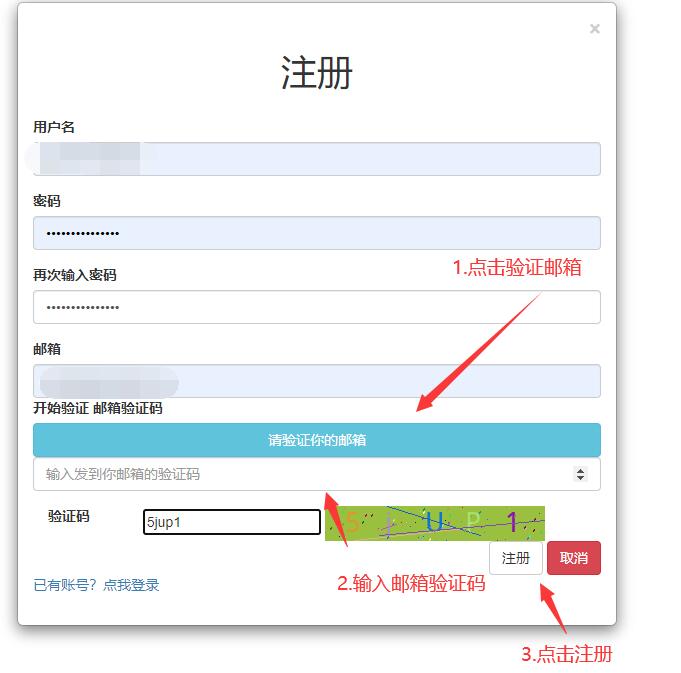 ×
注册
用户名
密码
•••••••••••••••
1.点击验证邮箱
再次输入密码
•••••••••••••••
邮箱
开始验证 邮箱验证码
请验证你的邮箱
输入发到你邮箱的验证码
验证码 5jup1 5JUP1
注册 取消
已有账号？点我登录
2.输入邮箱验证码
3.点击注册